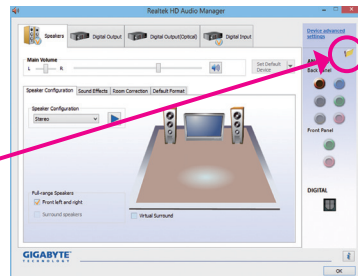 Realtek HD Audio Manager
Speakers
Digital Output
Digital Output(Optical)
Digital Input
Device advanced
settings
Main Volume
L
R
Set Default
Device
Back Panel
Speaker Configuration
Sound Effects
Room Correction
Default Format
Speaker Configuration
Stereo
Front Panel
Full-range Speakers
Front left and right
Surround speakers
Virtual Surround
DIGITAL
GIGABYTE
TECHNOLOGY
OK